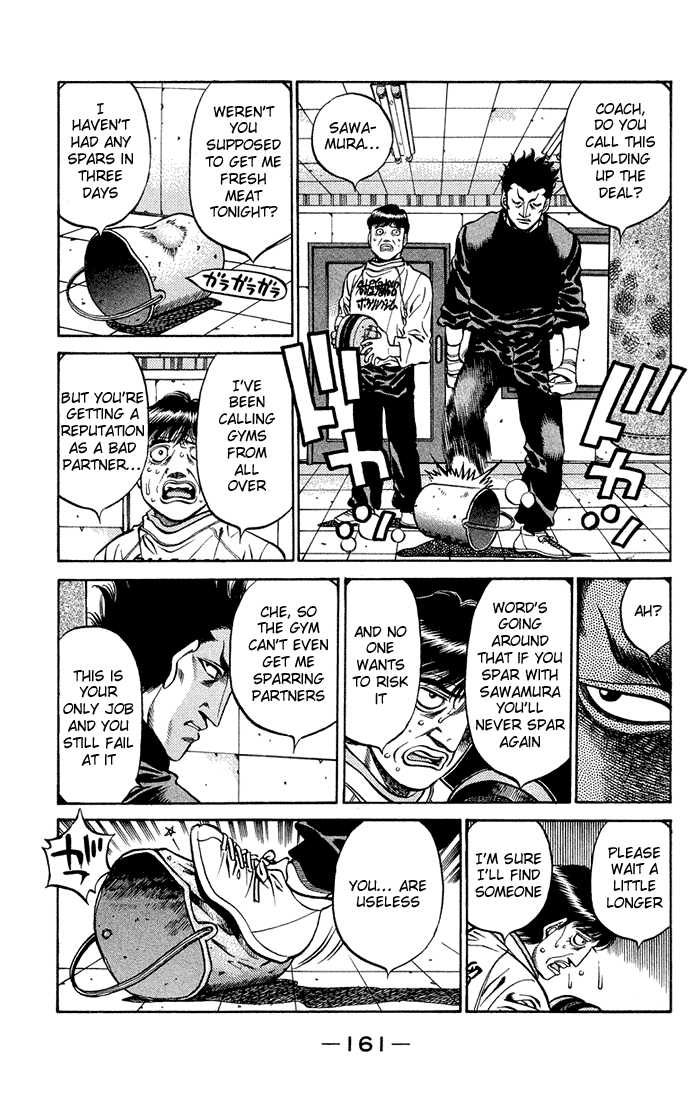 COACH,
DO YOU
CALL THIS
HOLDING
UP THE
DEAL?
SAWA-
MURA...
ドガ
ドガッ
WEREN'T
YOU
SUPPOSED
TO GET ME
FRESH
MEAT
TONIGHT?
I
HAVEN'T
HAD ANY
SPARS IN
THREE
DAYS
ガラガラガラ
I'VE
BEEN
CALLING
GYMS
FROM
ALL
OVER
BUT YOU'RE
GETTING A
REPUTATION
AS A BAD
PARTNER...
AH?
WORD'S
GOING
AROUND
THAT IF YOU
SPAR WITH
SAWAMURA
YOU'LL
NEVER SPAR
AGAIN
AND NO
ONE
WANTS
TO RISK
IT
CHE, SO
THE GYM
CAN'T EVEN
GET ME
SPARRING
PARTNERS
THIS IS
YOUR
ONLY JOB
AND YOU
STILL FAIL
AT IT
PLEASE
WAIT A
LITTLE
LONGER
I'M SURE
I'LL FIND
SOMEONE
YOU... ARE
USELESS
ガッ
—161—